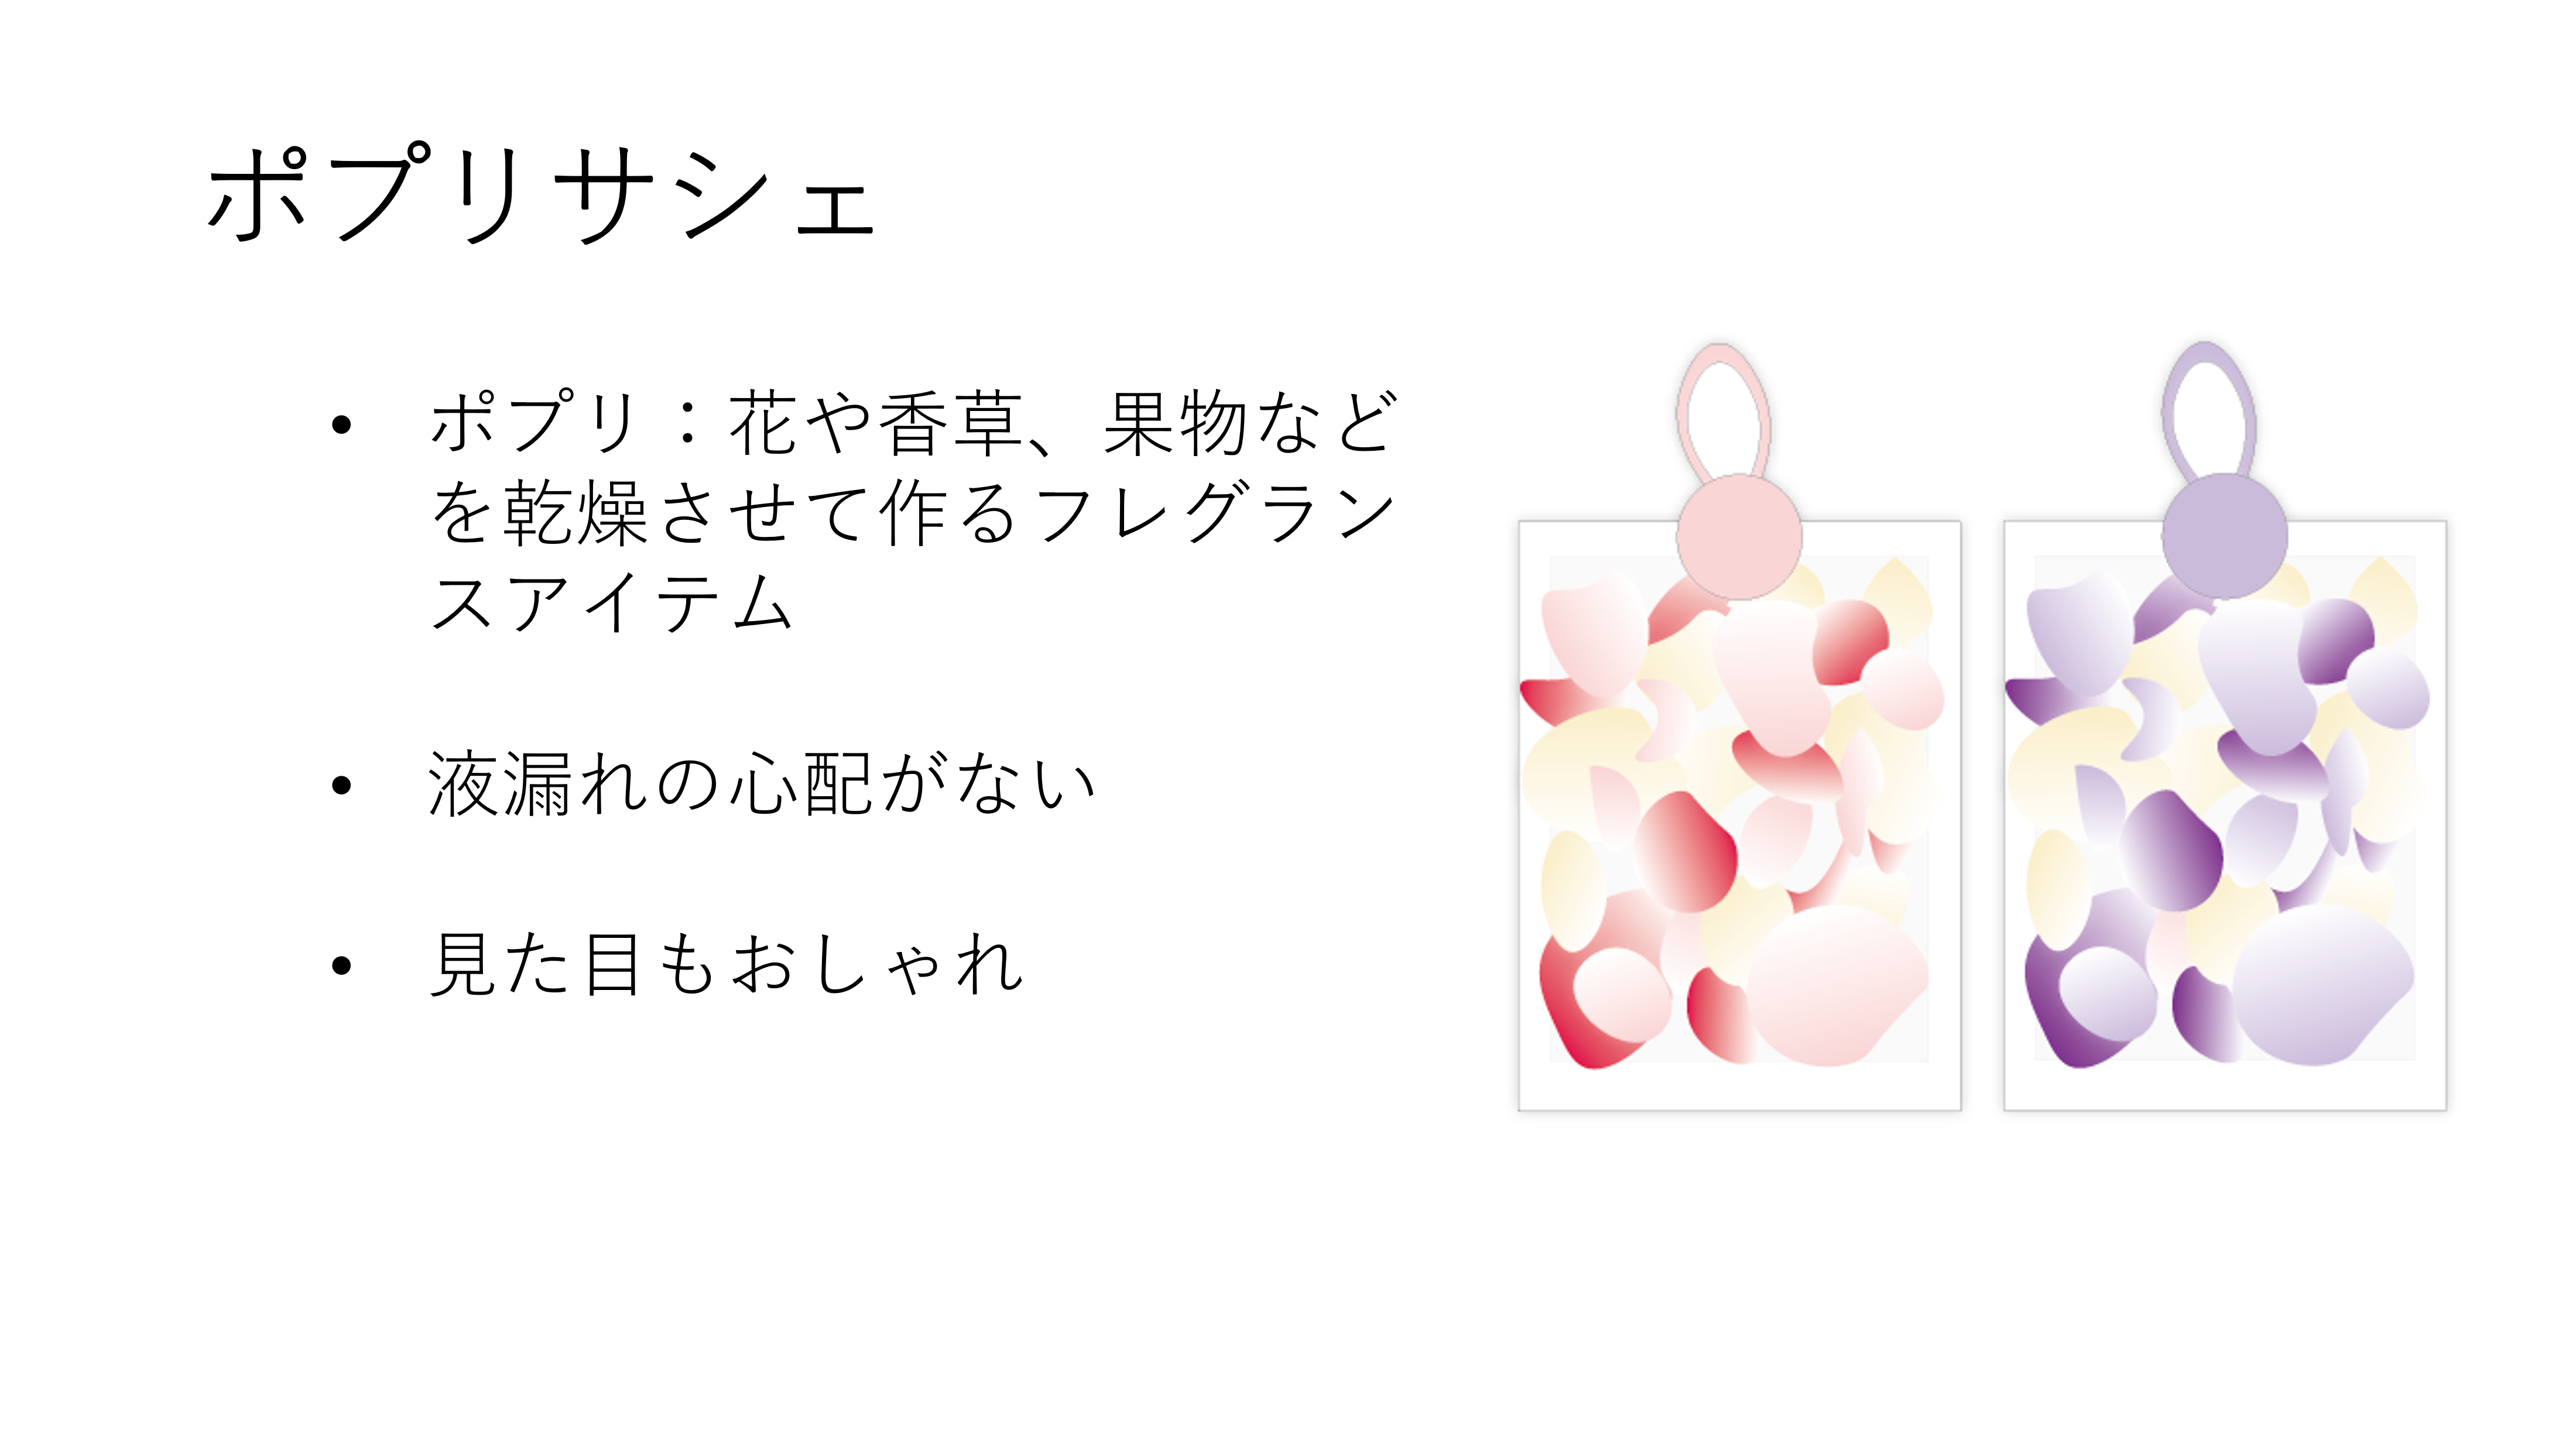 ポプリサシェ
• ポプリ：花や香草、果物など
を乾燥させて作るフレグラン
スアイテム
• 液漏れの心配がない
• 見た目もおしゃれ